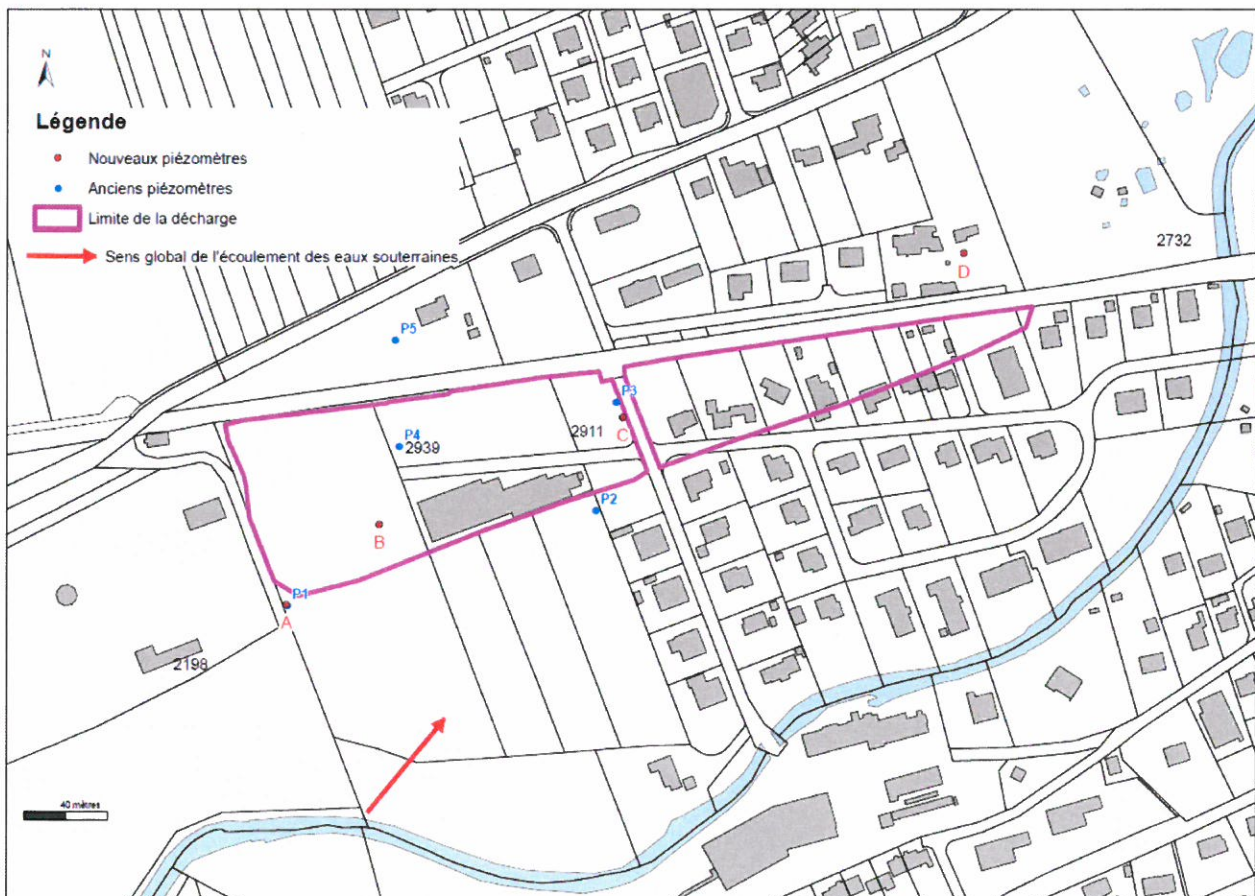 N
Légende
Nouveaux piézomètres
Anciens piézomètres
Limite de la décharge
Sens global de l'écoulement des eaux souterraines
2732
D
P5
P3
C
2911
P4
2939
P2
B
P1
A
2198
40 mètres